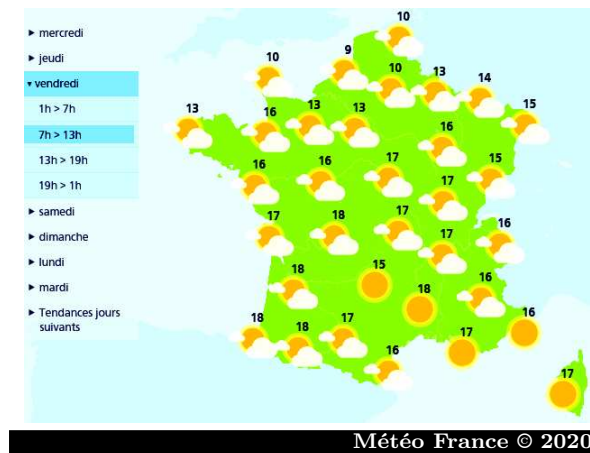 ▸ mercredi
▸ jeudi
▾ vendredi
1h > 7h
7h > 13h
13h > 19h
19h > 1h
▸ samedi
▸ dimanche
▸ lundi
▸ mardi
▸ Tendances jours
suivants
10
9
10
10
13
14
13
16
13
13
15
16
16
16
17
15
17
17
18
17
16
17
18
15
18
16
16
18
18
17
17
16
17
Météo France © 2020